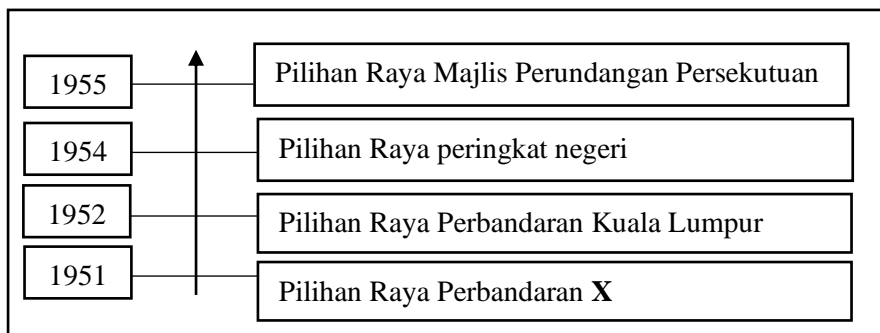 1955 Pilihan Raya Majlis Perundangan Persekutuan
1954 Pilihan Raya peringkat negeri
1952 Pilihan Raya Perbandaran Kuala Lumpur
1951 Pilihan Raya Perbandaran X